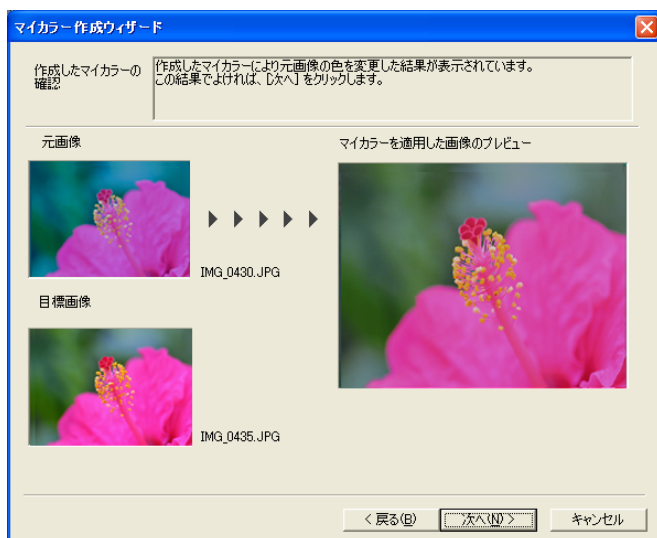 マイカラー作成ウィザード
作成したマイカラーの
確認
作成したマイカラーにより元画像の色を変更した結果が表示されています。
この結果でよければ、[次へ] をクリックします。
元画像
マイカラーを適用した画像のプレビュー
IMG_0430.JPG
目標画像
IMG_0435.JPG
< 戻る(B)
次へ(N) >
キャンセル